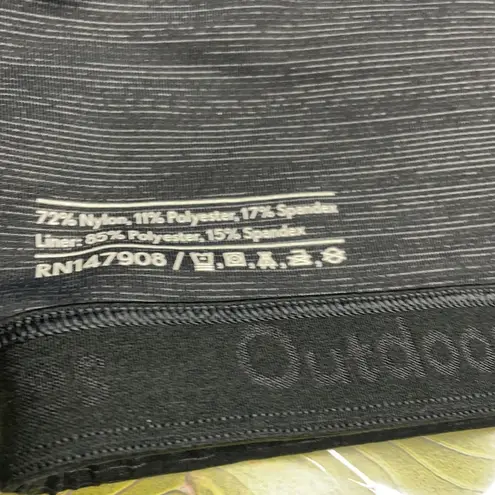 72% Nylon, 11% Polyester, 17% Spandex
Liner: 85% Polyester, 15% Spandex
RN147908 /
Outdoo